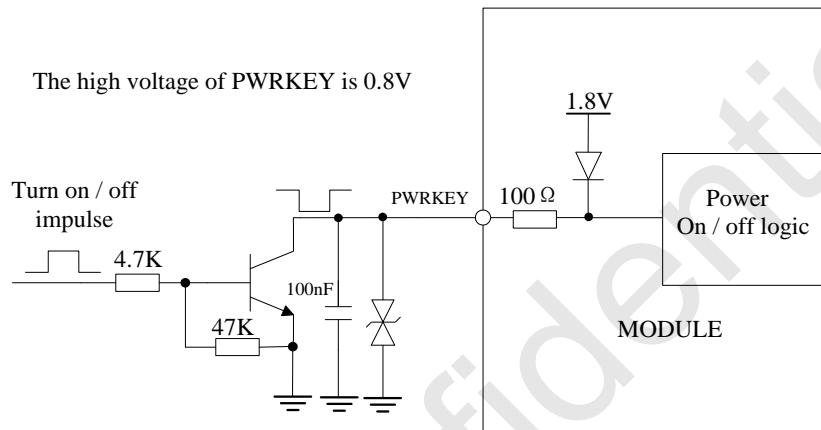 The high voltage of PWRKEY is 0.8V
1.8V
Turn on / off
impulse
PWRKEY
100Ω
Power
On / off logic
4.7K
100nF
47K
MODULE